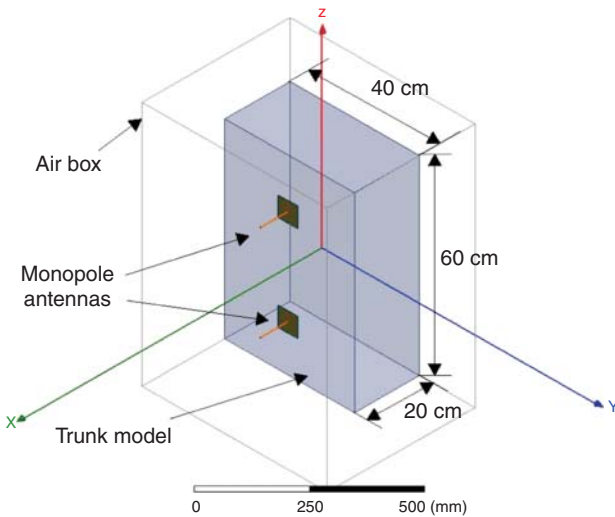 z
40 cm
Air box
Monopole
antennas
60 cm
20 cm
X
Y
Trunk model
0 250 500 (mm)